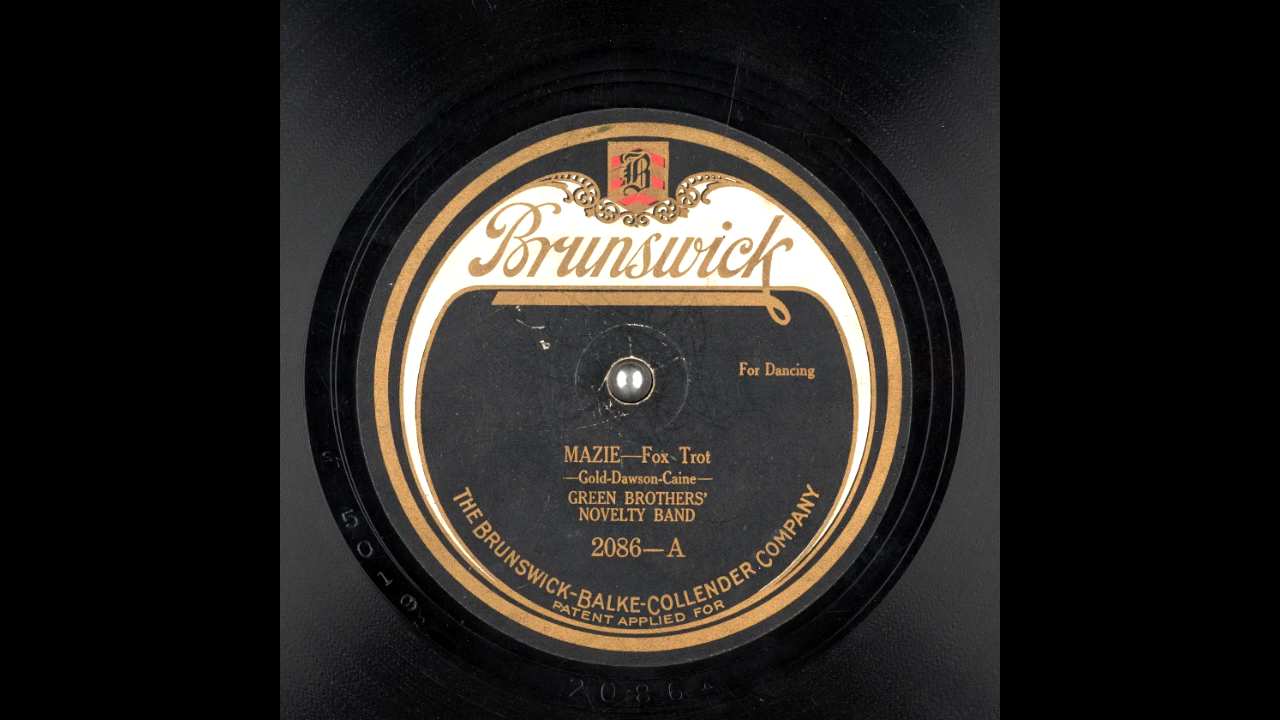 B
Brunswick
For Dancing
MAZIE—Fox Trot
—Gold-Dawson-Caine—
GREEN BROTHERS'
NOVELTY BAND
2086—A
THE BRUNSWICK-BALKE-COLLENDER COMPANY
PATENT APPLIED FOR
2086